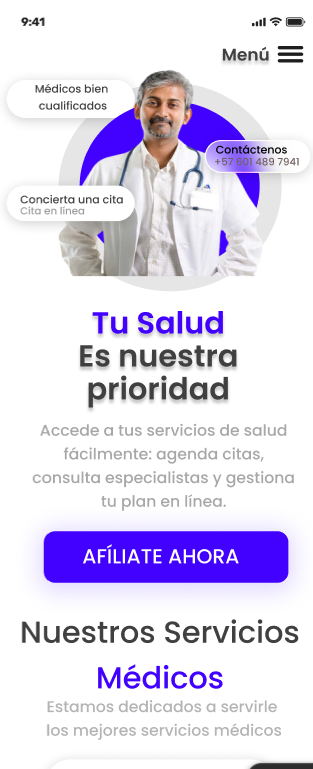 9:41
Menú
Médicos bien
cualificados
Contáctenos
+57 601 489 7941
Concierta una cita
Cita en línea
Tu Salud
Es nuestra
prioridad
Accede a tus servicios de salud
fácilmente: agenda citas,
consulta especialistas y gestiona
tu plan en línea.
AFÍLIATE AHORA
Nuestros Servicios
Médicos
Estamos dedicados a servirle
los mejores servicios médicos